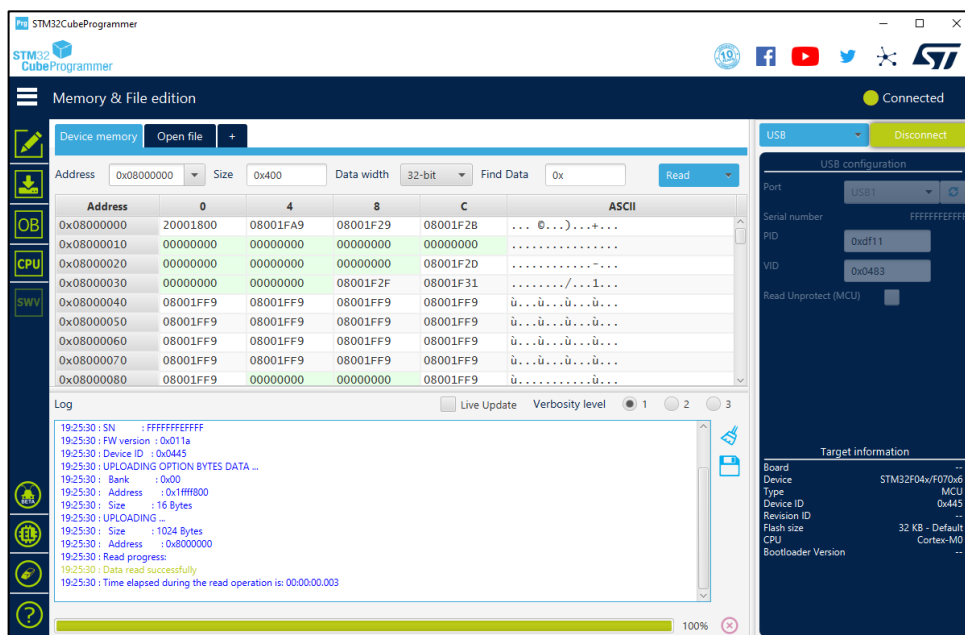 Prg STM32CubeProgrammer
STM32
CubeProgrammer
10
Memory & File edition
Connected
Device memory Open file +
USB Disconnect
Address 0x08000000 Size 0x400 Data width 32-bit Find Data 0x Read
Address 0 4 8 C ASCII
0x08000000 20001800 08001FA9 08001F29 08001F2B ... ©...)...+...
0x08000010 00000000 00000000 00000000 00000000 ................
0x08000020 00000000 00000000 00000000 08001F2D ............-...
0x08000030 00000000 00000000 08001F2F 08001F31 ......../...1...
0x08000040 08001FF9 08001FF9 08001FF9 08001FF9 ù...ù...ù...ù...
0x08000050 08001FF9 08001FF9 08001FF9 08001FF9 ù...ù...ù...ù...
0x08000060 08001FF9 08001FF9 08001FF9 08001FF9 ù...ù...ù...ù...
0x08000070 08001FF9 08001FF9 08001FF9 08001FF9 ù...ù...ù...ù...
0x08000080 08001FF9 00000000 00000000 08001FF9 ù...........ù...
OB
CPU
SWV
Log Live Update Verbosity level 1 2 3
19:25:30 : SN : FFFFFFFEFFFF
19:25:30 : FW version : 0x011a
19:25:30 : Device ID : 0x0445
19:25:30 : UPLOADING OPTION BYTES DATA ...
19:25:30 : Bank : 0x00
19:25:30 : Address : 0x1ffff800
19:25:30 : Size : 16 Bytes
19:25:30 : UPLOADING ...
19:25:30 : Size : 1024 Bytes
19:25:30 : Address : 0x8000000
19:25:30 : Read progress:
19:25:30 : Data read successfully
19:25:30 : Time elapsed during the read operation is: 00:00:00.003
100%
USB configuration
Port USB1
Serial number FFFFFFFEFFFF
PID 0xdf11
VID 0x0483
Read Unprotect (MCU)
Target information
Board --
Device STM32F04x/F070x6
Type MCU
Device ID 0x445
Revision ID --
Flash size 32 KB - Default
CPU Cortex-M0
Bootloader Version --